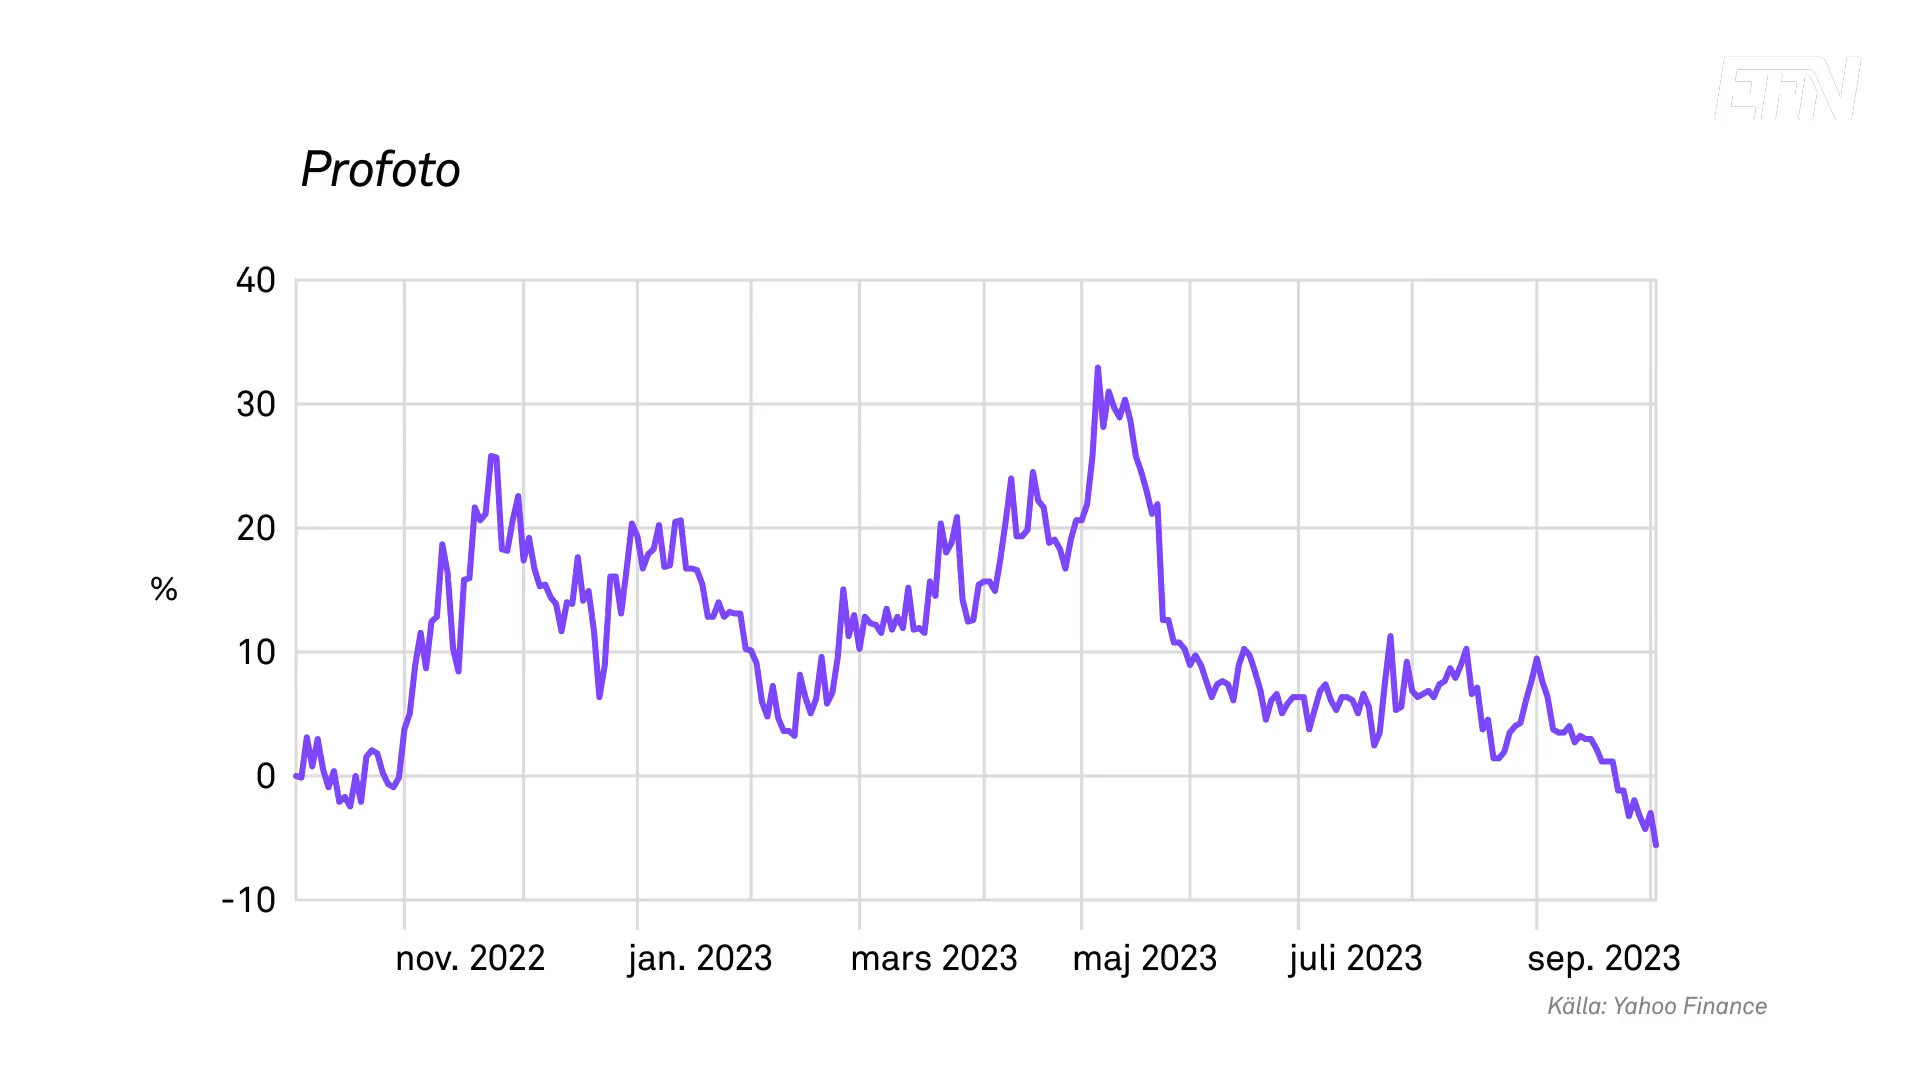 EFN
Profoto
40
30
20
%
10
0
-10
nov. 2022 jan. 2023 mars 2023 maj 2023 juli 2023 sep. 2023
Källa: Yahoo Finance